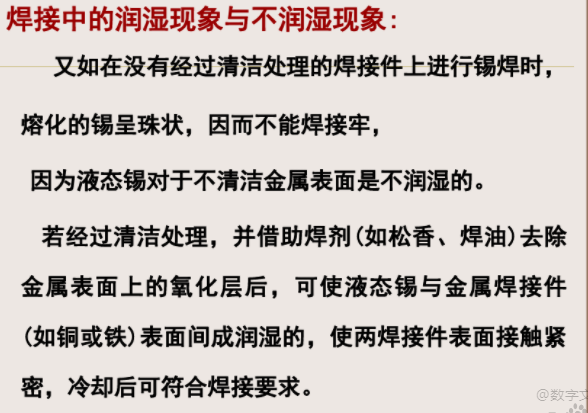 焊接中的润湿现象与不润湿现象:
又如在没有经过清洁处理的焊接件上进行锡焊时,
熔化的锡呈珠状，因而不能焊接牢,
因为液态锡对于不清洁金属表面是不润湿的。
若经过清洁处理，并借助焊剂(如松香、焊油)去除
金属表面上的氧化层后，可使液态锡与金属焊接件
(如铜或铁)表面间成润湿的，使两焊接件表面接触紧
密，冷却后可符合焊接要求。
@数字